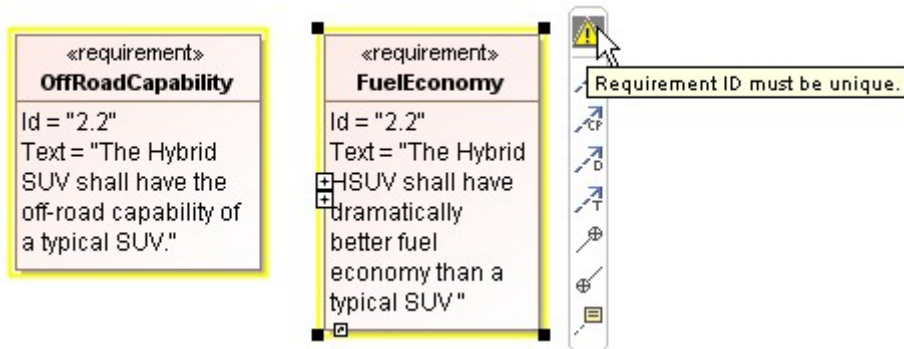 «requirement»
OffRoadCapability
Id = "2.2"
Text = "The Hybrid
SUV shall have the
off-road capability of
a typical SUV."
«requirement»
FuelEconomy
Id = "2.2"
Text = "The Hybrid
HSUV shall have
dramatically
better fuel
economy than a
typical SUV "
Requirement ID must be unique.
CP
D
T